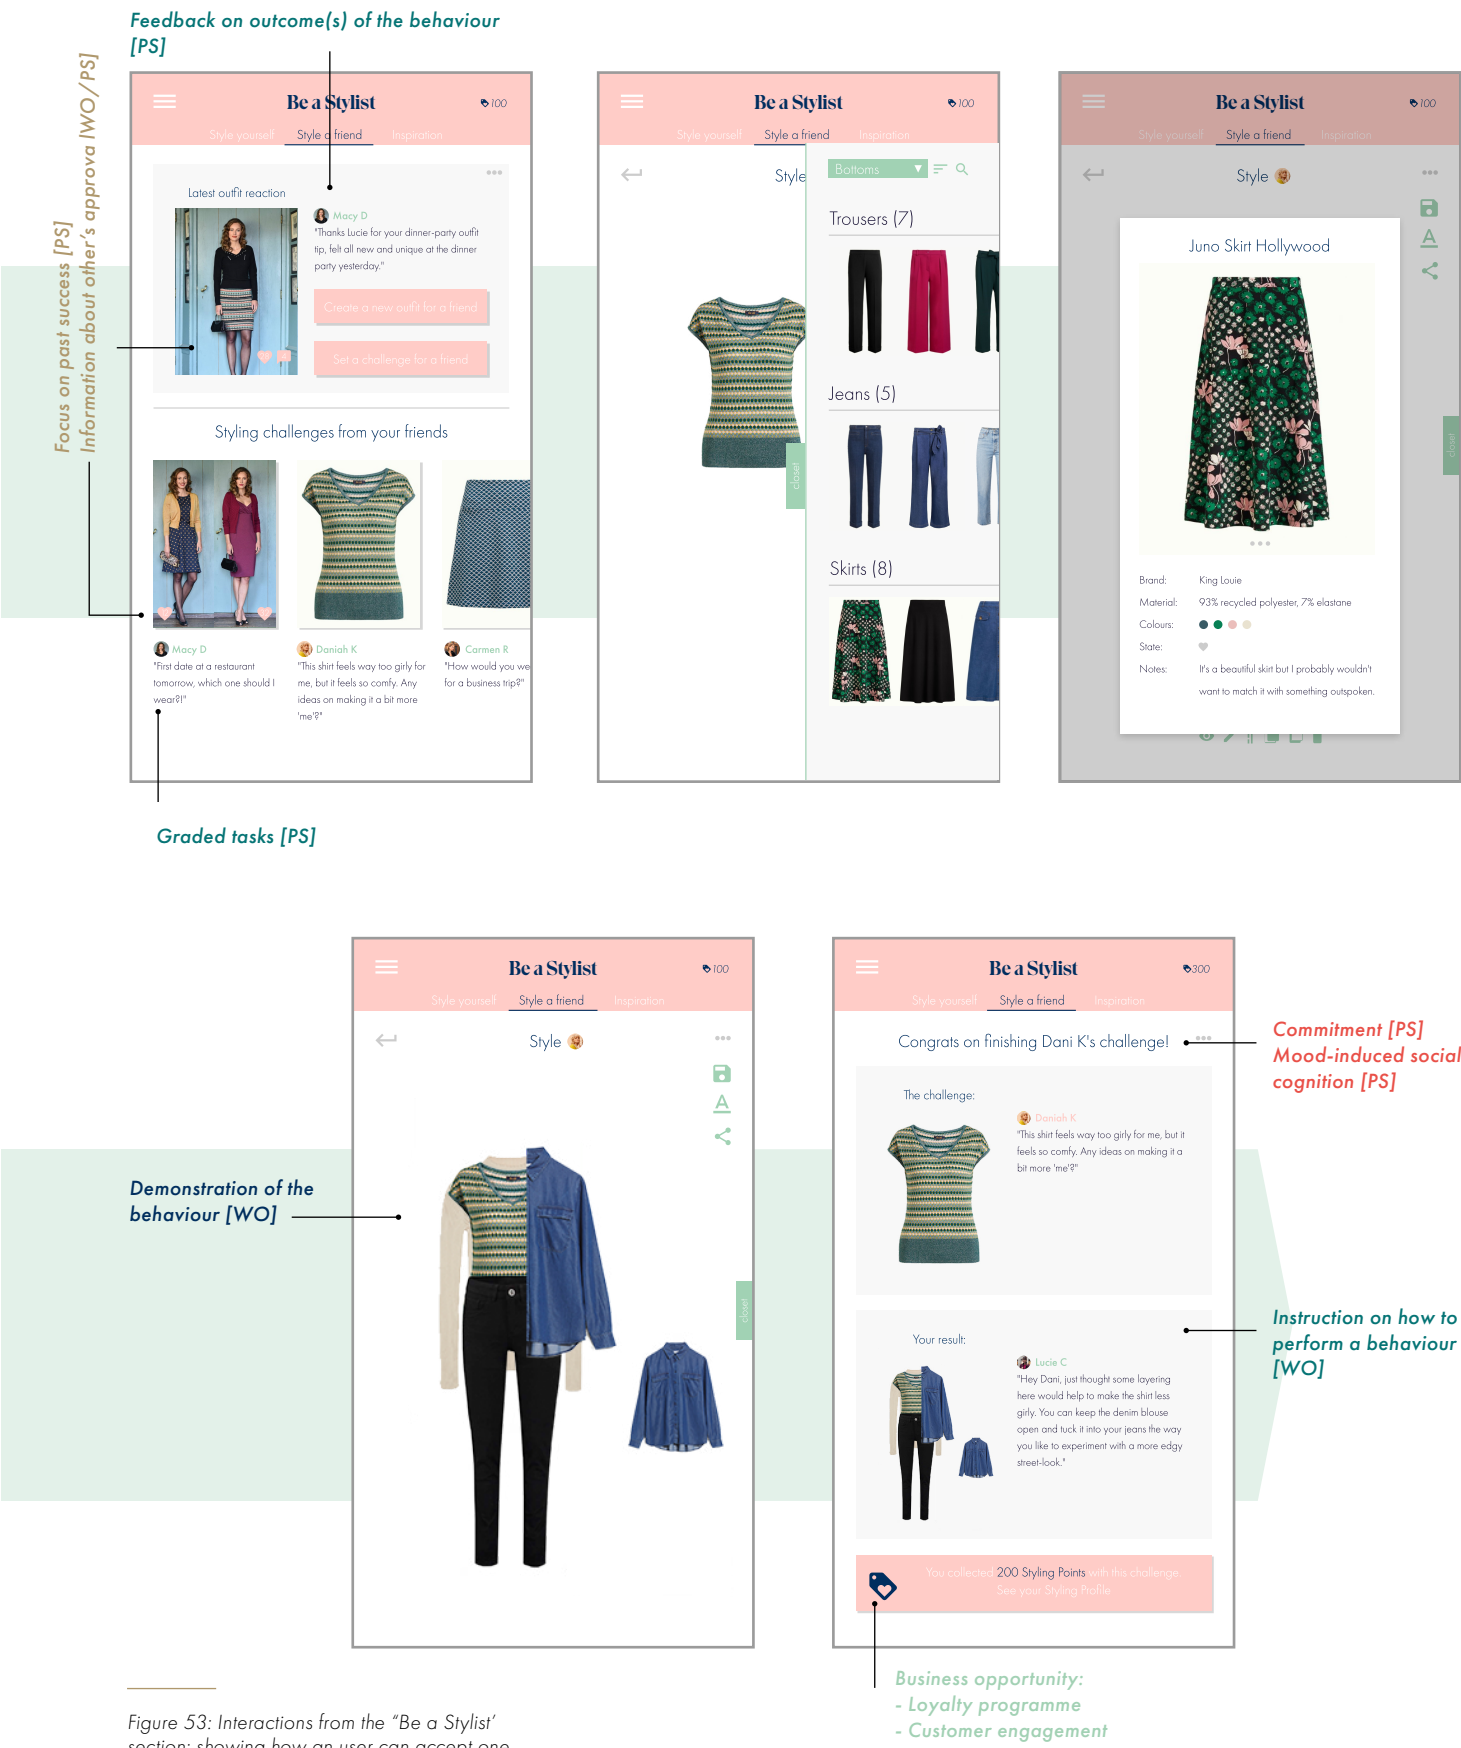 Feedback on outcome(s) of the behaviour
[PS]
Focus on past success [PS]
Information about other's approva lWO/PS]
Be a Stylist
100
Style yourself
Style a friend
Inspiration
Latest outfit reaction
Macy D
"Thanks Lucie for your dinner-party outfit
tip, felt all new and unique at the dinner
party yesterday."
Create a new outfit for a friend
Set a challenge for a friend
Styling challenges from your friends
Macy D
"First date at a restaurant
tomorrow, which one should I
wear?!"
Daniah K
"This shirt feels way too girly for
me, but it feels so comfy. Any
ideas on making it a bit more
'me'?"
Carmen R
"How would you we
for a business trip?"
Graded tasks [PS]
Be a Stylist
100
Style yourself
Style a friend
Inspiration
Style
closet
Bottoms
Trousers (7)
Jeans (5)
Skirts (8)
Be a Stylist
100
Style yourself
Style a friend
Inspiration
Style
A
closet
Juno Skirt Hollywood
Brand: King Louie
Material: 93% recycled polyester, 7% elastane
Colours:
State:
Notes: It's a beautiful skirt but I probably wouldn't
want to match it with something outspoken.
Be a Stylist
100
Style yourself
Style a friend
Inspiration
Style
A
closet
Demonstration of the
behaviour [WO]
Be a Stylist
300
Style yourself
Style a friend
Inspiration
Congrats on finishing Dani K's challenge!
The challenge:
Daniah K
"This shirt feels way too girly for me, but it
feels so comfy. Any ideas on making it a
bit more 'me'?"
Your result:
Lucie C
"Hey Dani, just thought some layering
here would help to make the shirt less
girly. You can keep the denim blouse
open and tuck it into your jeans the way
you like to experiment with a more edgy
street-look."
You collected 200 Styling Points with this challenge.
See your Styling Profile
Commitment [PS]
Mood-induced social
cognition [PS]
Instruction on how to
perform a behaviour
[WO]
Business opportunity:
- Loyalty programme
- Customer engagement
Figure 53: Interactions from the "Be a Stylist'
section: showing how an user can accept one